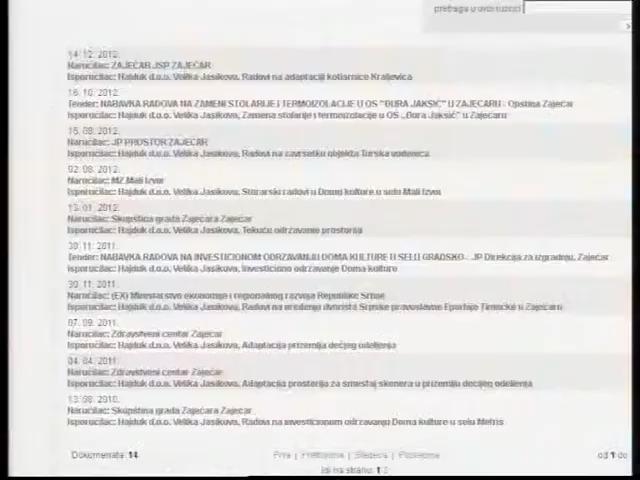 pretraga u ovoj rubrici
14. 12. 2012.
Naručilac: ZAJEČAR JSP ZAJEČAR
Isporučilac: Hajduk d.o.o. Velika Jasikova, Radovi na adaptaciji kotlarnice Kraljevica
16. 10. 2012.
Tender: NABAVKA RADOVA NA ZAMENI STOLARIJE I TERMOIZOLACIJE U OS "ĐURA JAKSIĆ" U ZAJEČARU - Opština Zaječar
Isporučilac: Hajduk d.o.o. Velika Jasikova, Zamena stolarije i termoizolacije u OS „Đura Jaksić" u Zaječaru
15. 08. 2012.
Naručilac: JP PROSTOR ZAJEČAR
Isporučilac: Hajduk d.o.o. Velika Jasikova, Radovi na završetku objekta Turska vodenica
02. 08. 2012.
Naručilac: MZ Mali Izvor
Isporučilac: Hajduk d.o.o. Velika Jasikova, Stolarski radovi u Domu kulture u selu Mali Izvor
13. 01. 2012.
Naručilac: Skupština grada Zaječara Zaječar
Isporučilac: Hajduk d.o.o. Velika Jasikova, Tekuće održavanje prostorija
30. 11. 2011.
Tender: NABAVKA RADOVA NA INVESTICIONOM ODRZAVANJU DOMA KULTURE U SELU GRADSKO - JP Direkcija za izgradnju, Zaječar
Isporučilac: Hajduk d.o.o. Velika Jasikova, Investiciono održavanje Doma kulture
30. 11. 2011.
Naručilac: (EX) Ministarstvo ekonomije i regionalnog razvoja Republike Srbije
Isporučilac: Hajduk d.o.o. Velika Jasikova, Radovi na uređenju dvorišta Srpske pravoslavne Eparhije Timočke u Zaječaru
07. 09. 2011.
Naručilac: Zdravstveni centar Zaječar
Isporučilac: Hajduk d.o.o. Velika Jasikova, Adaptacija prizemlja dečjeg odeljenja
04. 04. 2011.
Naručilac: Zdravstveni centar Zaječar
Isporučilac: Hajduk d.o.o. Velika Jasikova, Adaptacija prostorija za smeštaj skenera u prizemlju dečijeg odeljenja
13. 08. 2010.
Naručilac: Skupština grada Zaječara Zaječar
Isporučilac: Hajduk d.o.o. Velika Jasikova, Radovi na investicionom održavanju Doma kulture u selu Metriš
Dokumenata: 14
Prva | Prethodna | Sledeća | Poslednja
od 1 do
Idi na stranu: 1 2